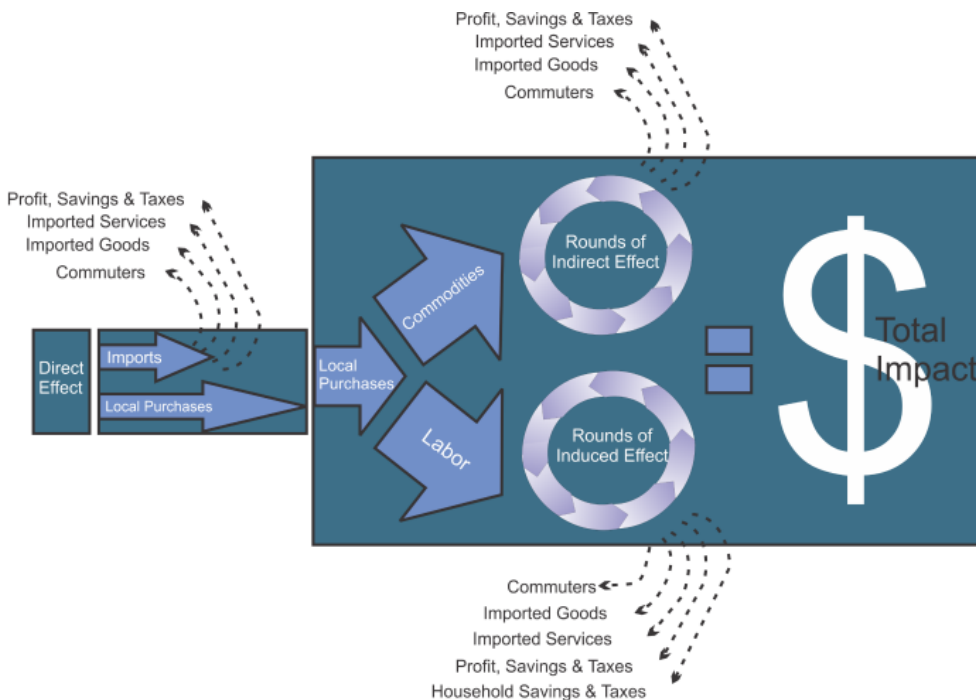 Profit, Savings & Taxes
Imported Services
Imported Goods
Commuters
Profit, Savings & Taxes
Imported Services
Imported Goods
Commuters
Direct
Effect
Imports
Local Purchases
Local
Purchases
Commodities
Labor
Rounds of
Indirect Effect
Rounds of
Induced Effect
$
Total
Impact
Commuters
Imported Goods
Imported Services
Profit, Savings & Taxes
Household Savings & Taxes